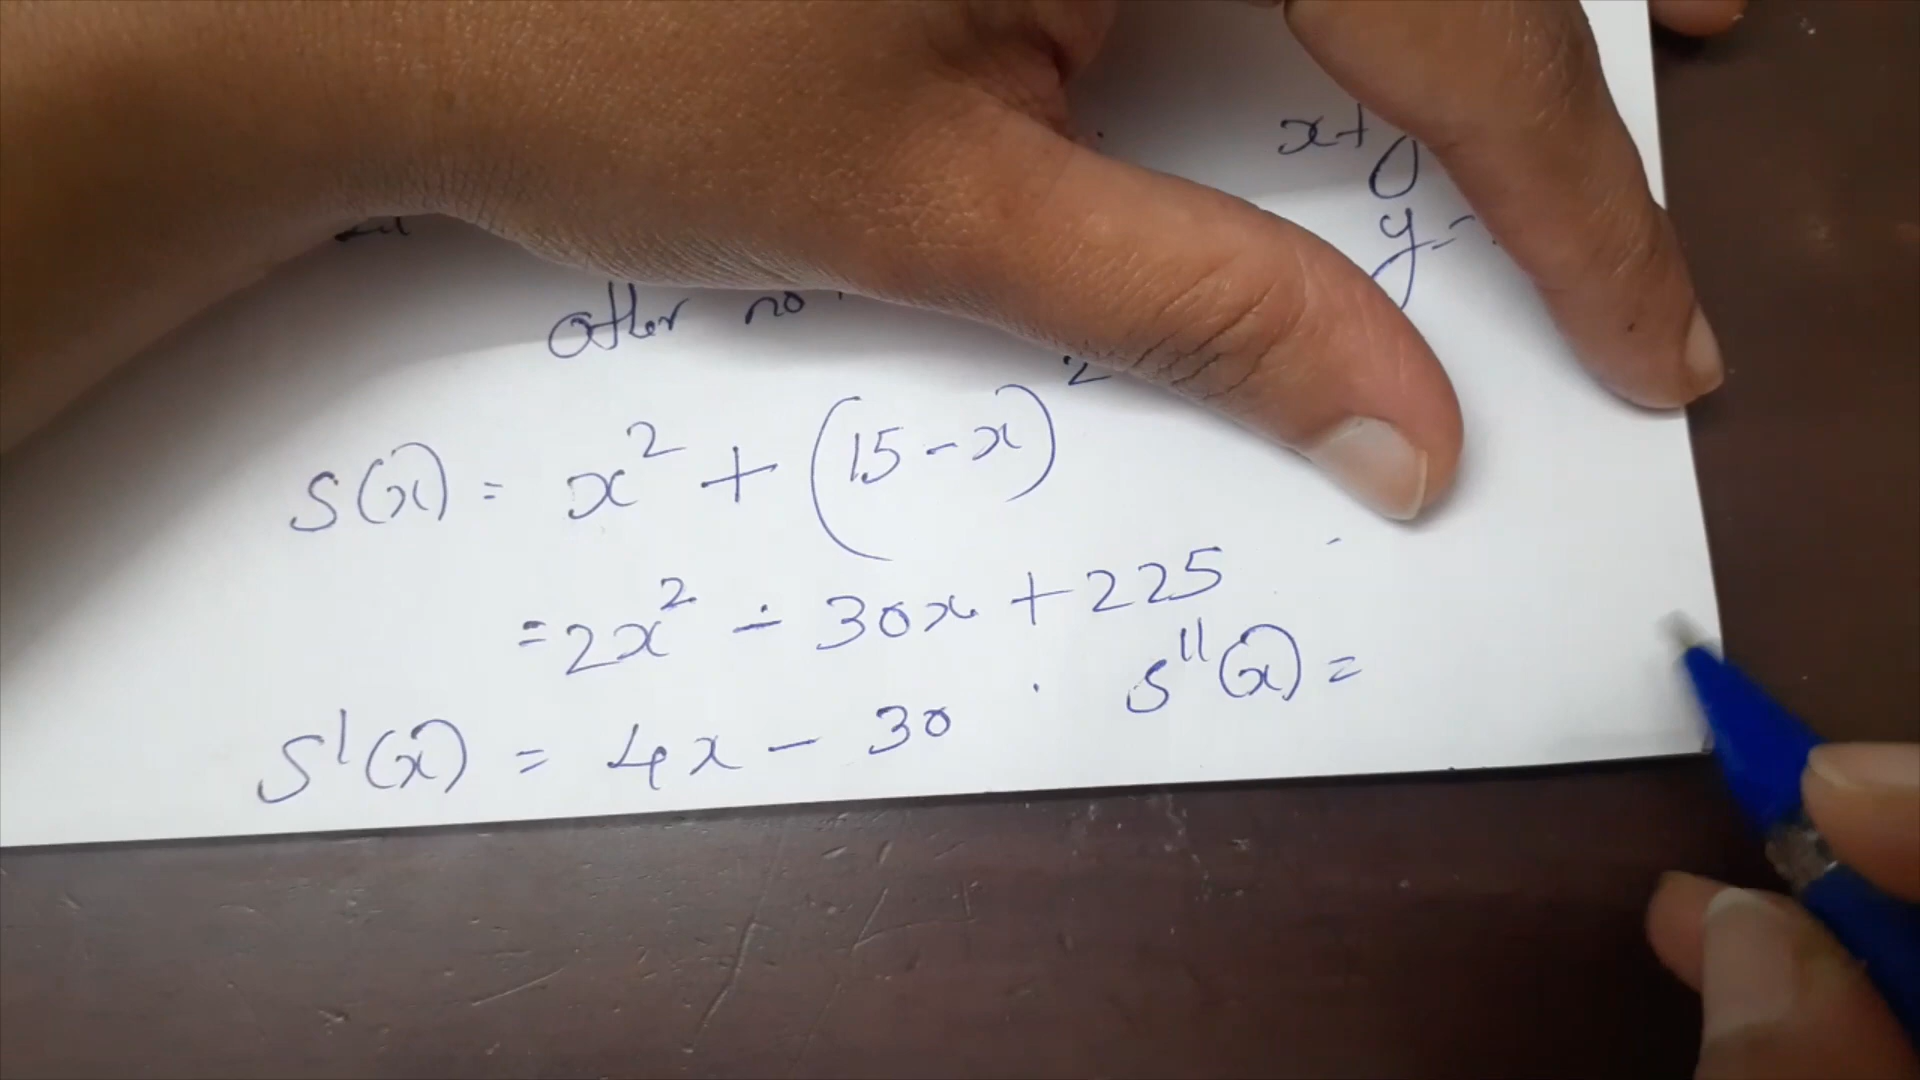 x+
y=
other no
S(x) = x² + (15-x)²
= 2x² - 30x + 225
S''(x) =
S'(x) = 4x - 30